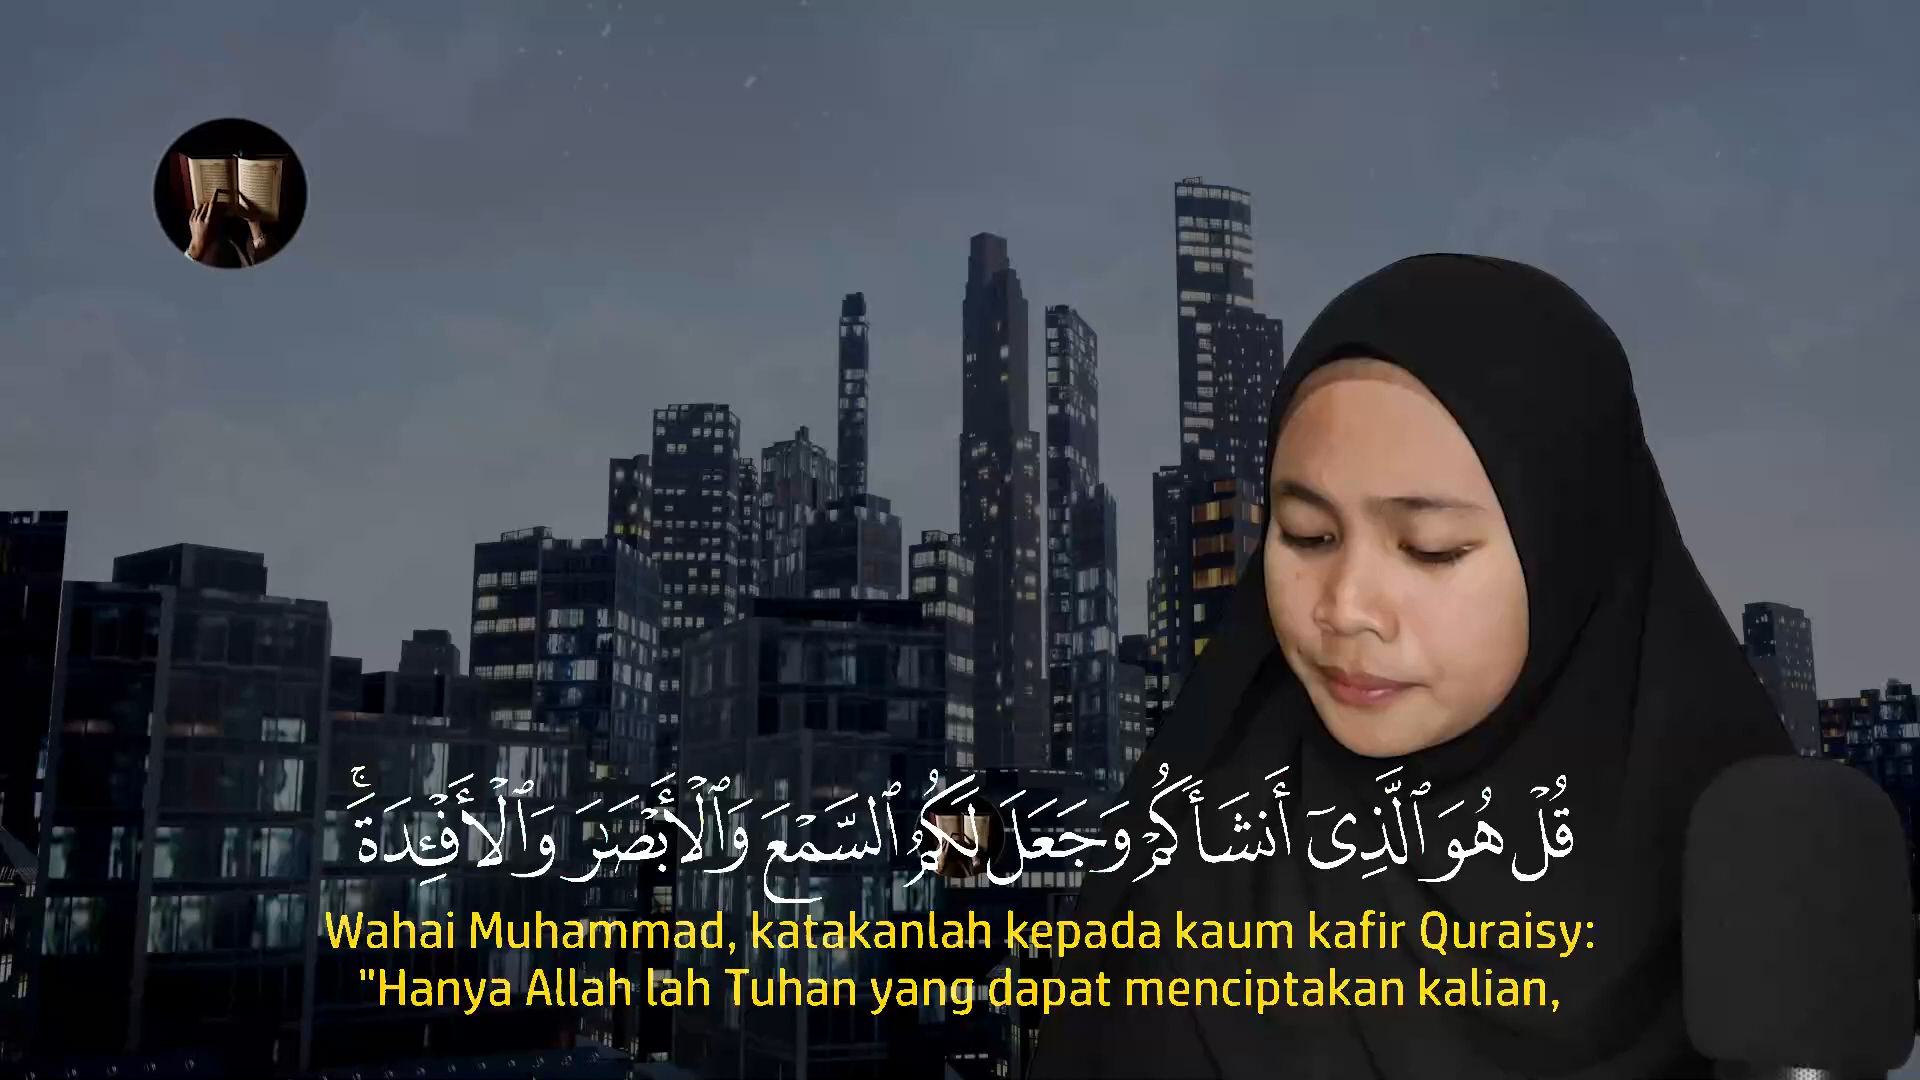 قُلْ هُوَ ٱلَّذِىٓ أَنشَأَكُمْ وَجَعَلَ لَكُمُ ٱلسَّمْعَ وَٱلْأَبْصَـٰرَ وَٱلْأَفْـِٔدَةَ ۚ
Wahai Muhammad, katakanlah kepada kaum kafir Quraisy:
"Hanya Allah lah Tuhan yang dapat menciptakan kalian,